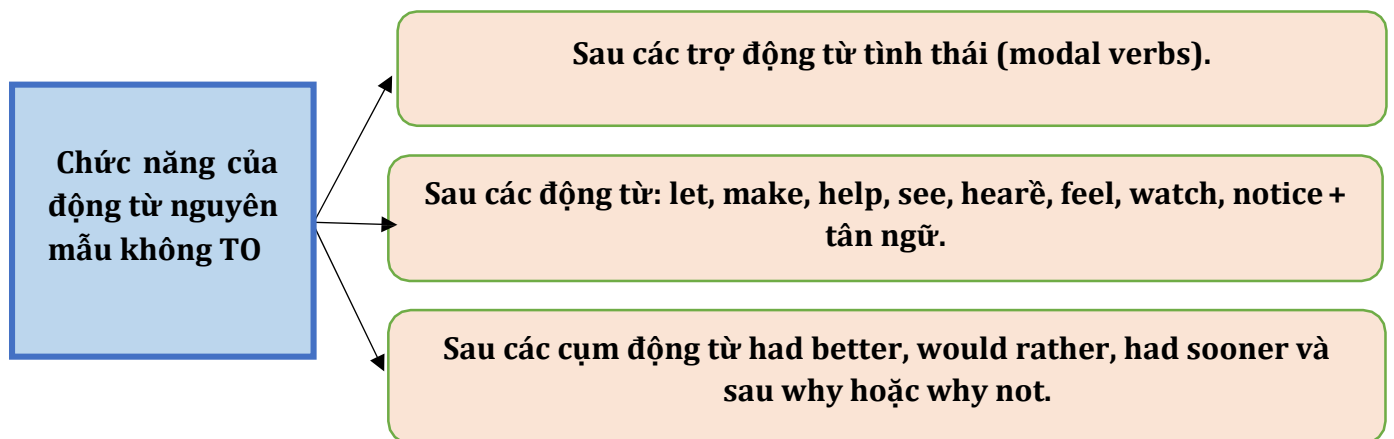 Chức năng của
động từ nguyên
mẫu không TO
Sau các trợ động từ tình thái (modal verbs).
Sau các động từ: let, make, help, see, hearề, feel, watch, notice +
tân ngữ.
Sau các cụm động từ had better, would rather, had sooner và
sau why hoặc why not.